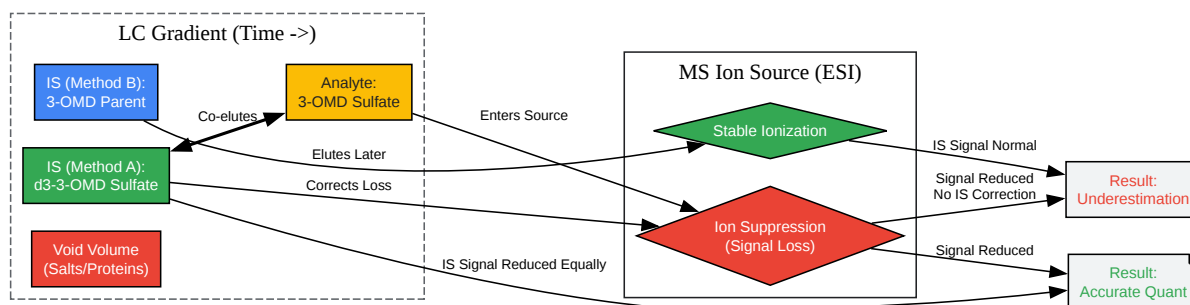 LC Gradient (Time ->)
IS (Method B):
3-OMD Parent
Analyte:
3-OMD Sulfate
Co-elutes
IS (Method A):
d3-3-OMD Sulfate
Void Volume
(Salts/Proteins)
Enters Source
Elutes Later
Corrects Loss
IS Signal Reduced Equally
MS Ion Source (ESI)
Stable Ionization
Ion Suppression
(Signal Loss)
IS Signal Normal
Signal Reduced
No IS Correction
Signal Reduced
Result:
Underestimation
Result:
Accurate Quant